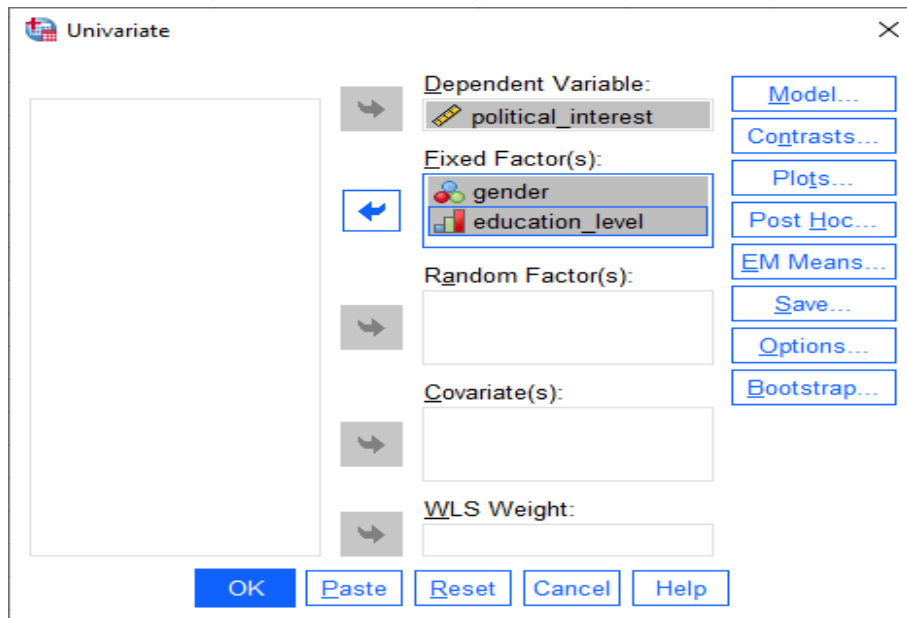 Univariate
Dependent Variable:
political_interest
Fixed Factor(s):
gender
education_level
Random Factor(s):
Covariate(s):
WLS Weight:
Model...
Contrasts...
Plots...
Post Hoc...
EM Means...
Save...
Options...
Bootstrap...
OK Paste Reset Cancel Help